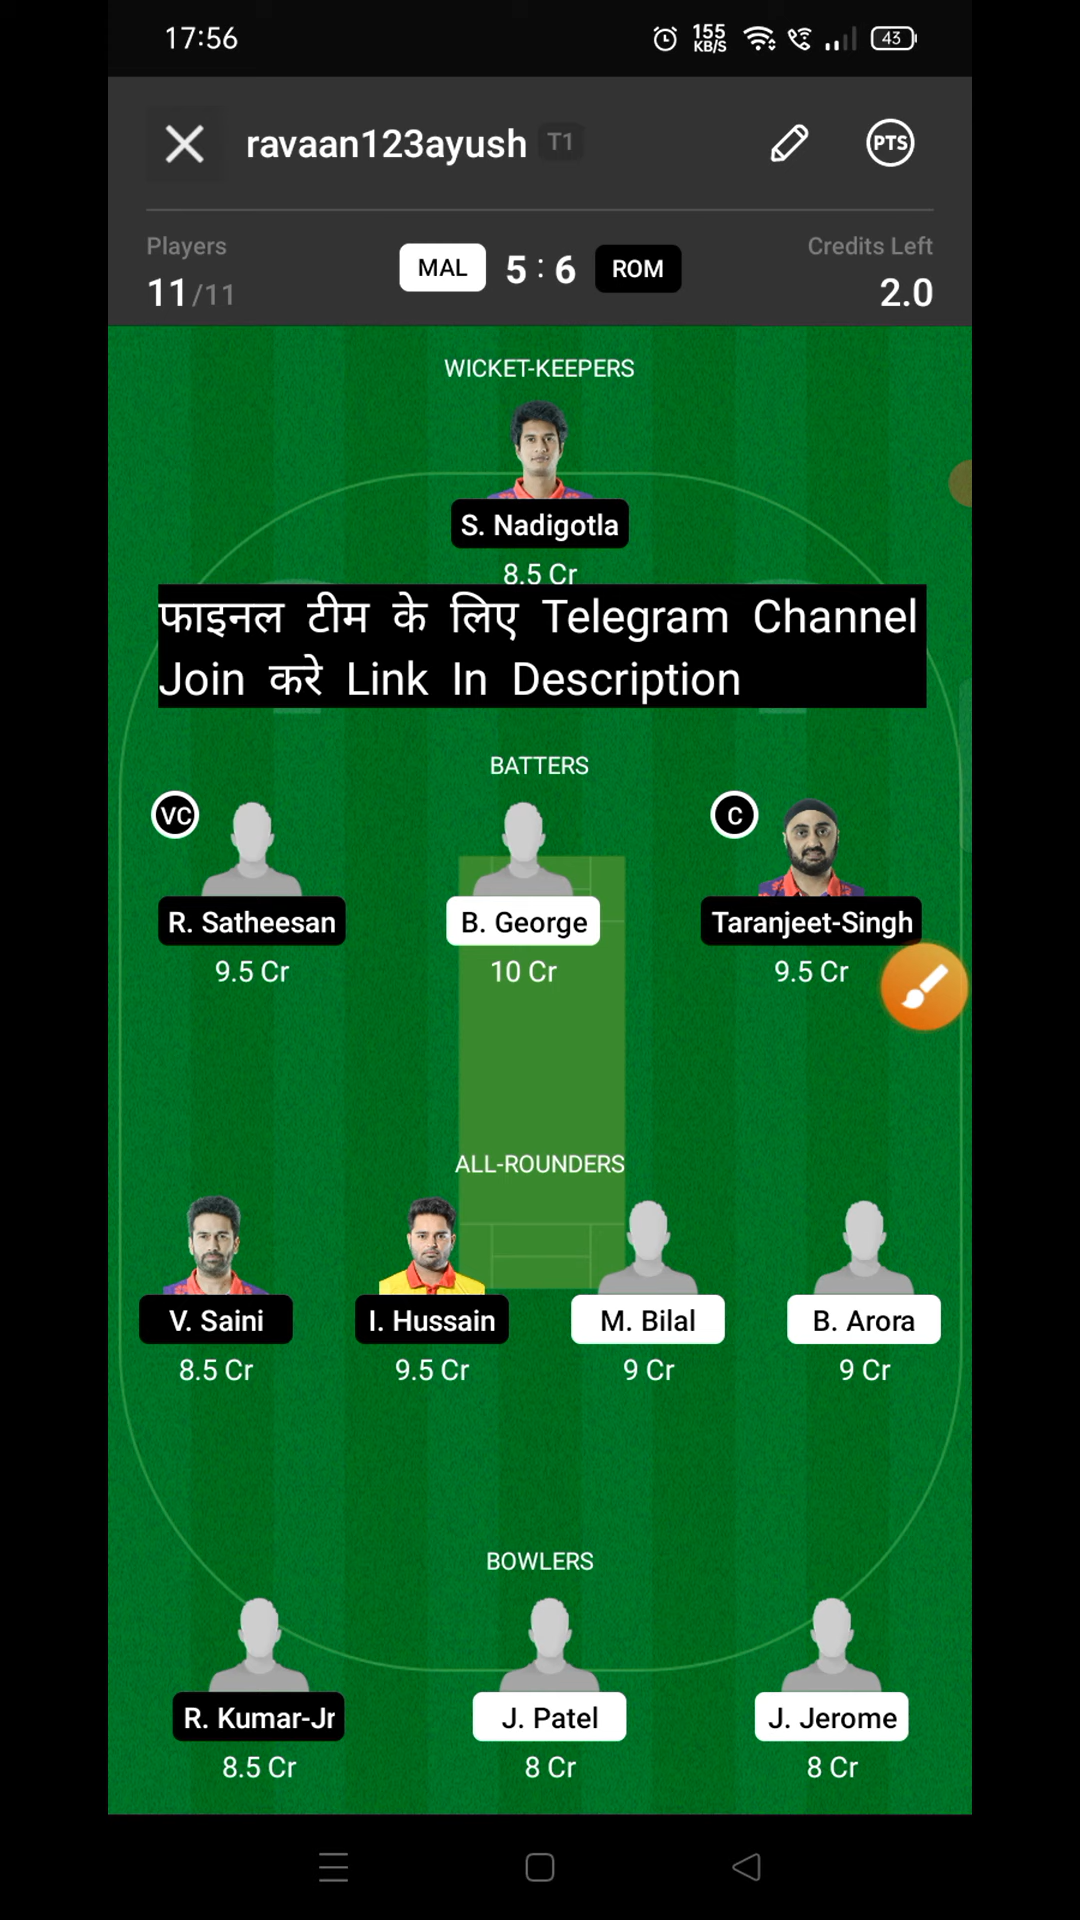 17:56 155 KB/S 43
ravaan123ayush T1 PTS
Players Credits Left
11/11 MAL 5 : 6 ROM 2.0
WICKET-KEEPERS
S. Nadigotla
8.5 Cr
फाइनल टीम के लिए Telegram Channel
Join करे Link In Description
BATTERS
VC C
R. Satheesan B. George Taranjeet-Singh
9.5 Cr 10 Cr 9.5 Cr
ALL-ROUNDERS
V. Saini I. Hussain M. Bilal B. Arora
8.5 Cr 9.5 Cr 9 Cr 9 Cr
BOWLERS
R. Kumar-Jr J. Patel J. Jerome
8.5 Cr 8 Cr 8 Cr